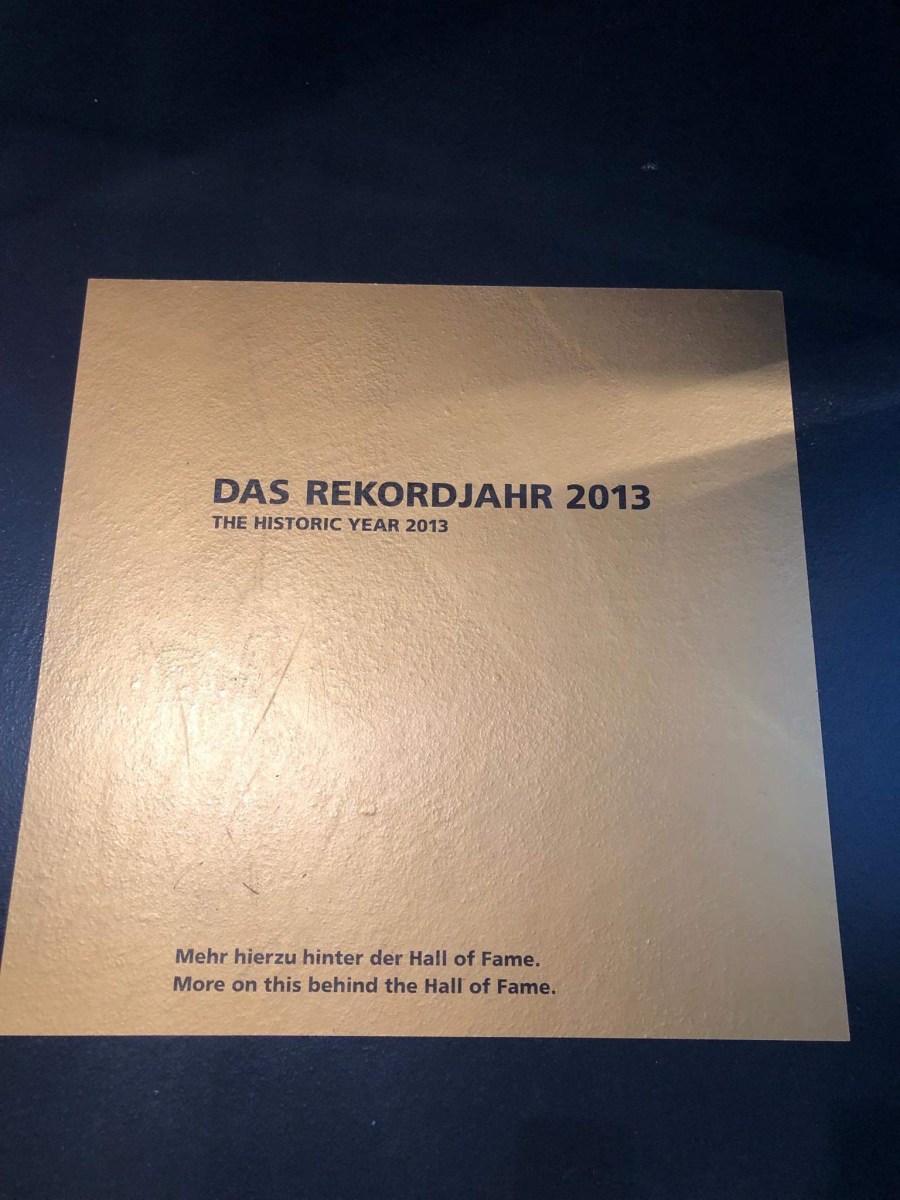 DAS REKORDJAHR 2013
THE HISTORIC YEAR 2013
Mehr hierzu hinter der Hall of Fame.
More on this behind the Hall of Fame.